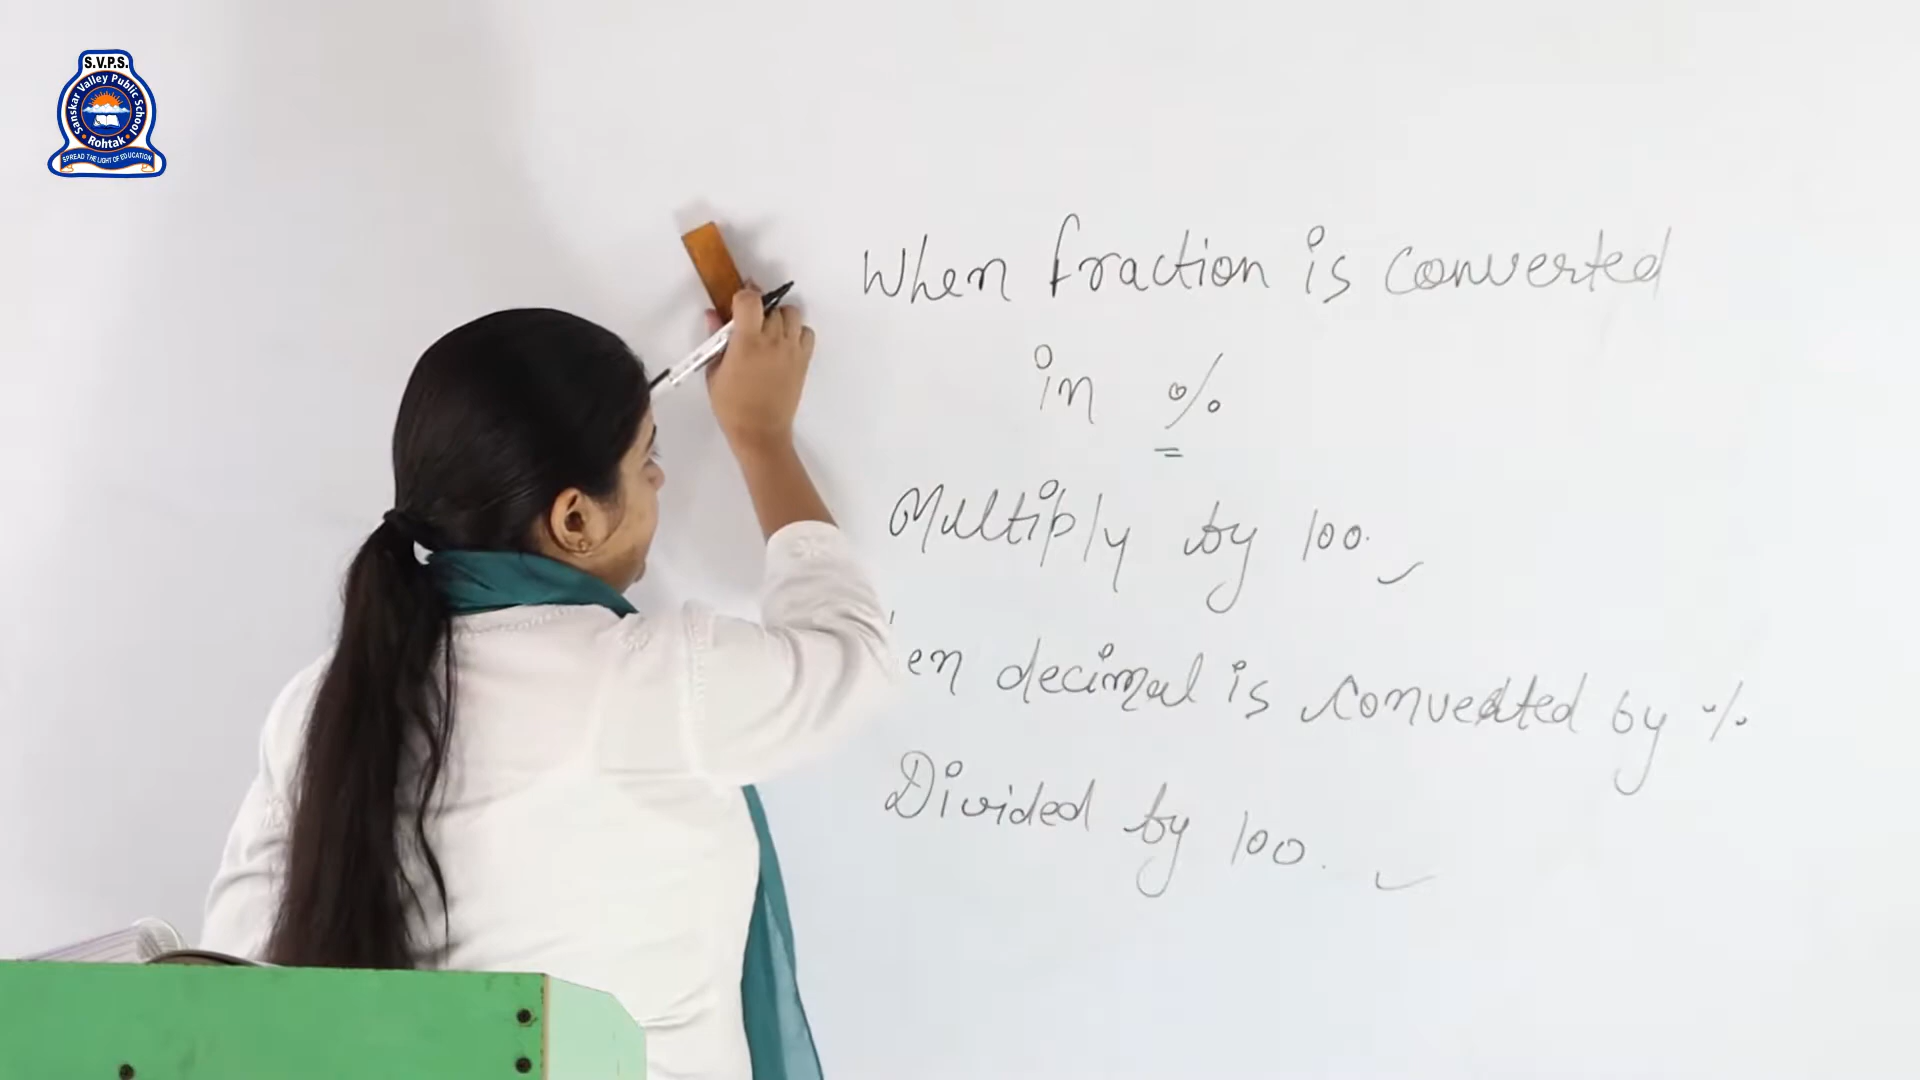 S.V.P.S.
Sanskar Valley Public School
Rohtak
SPREAD THE LIGHT OF EDUCATION
When fraction is converted
in %
Multiply by 100.
en decimal is converted by %
Divided by 100.